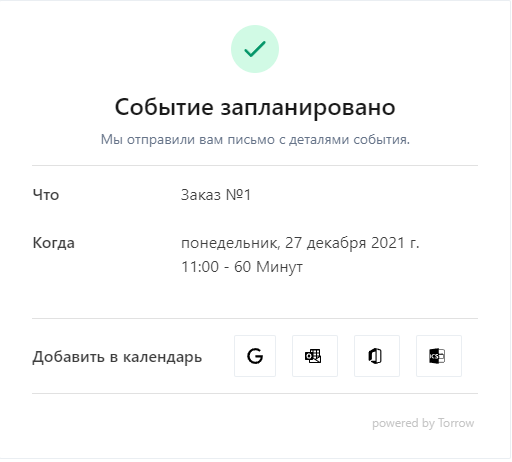 Событие запланировано
Мы отправили вам письмо с деталями события.
Что Заказ №1
Когда понедельник, 27 декабря 2021 г.
11:00 - 60 Минут
Добавить в календарь G
powered by Torrow